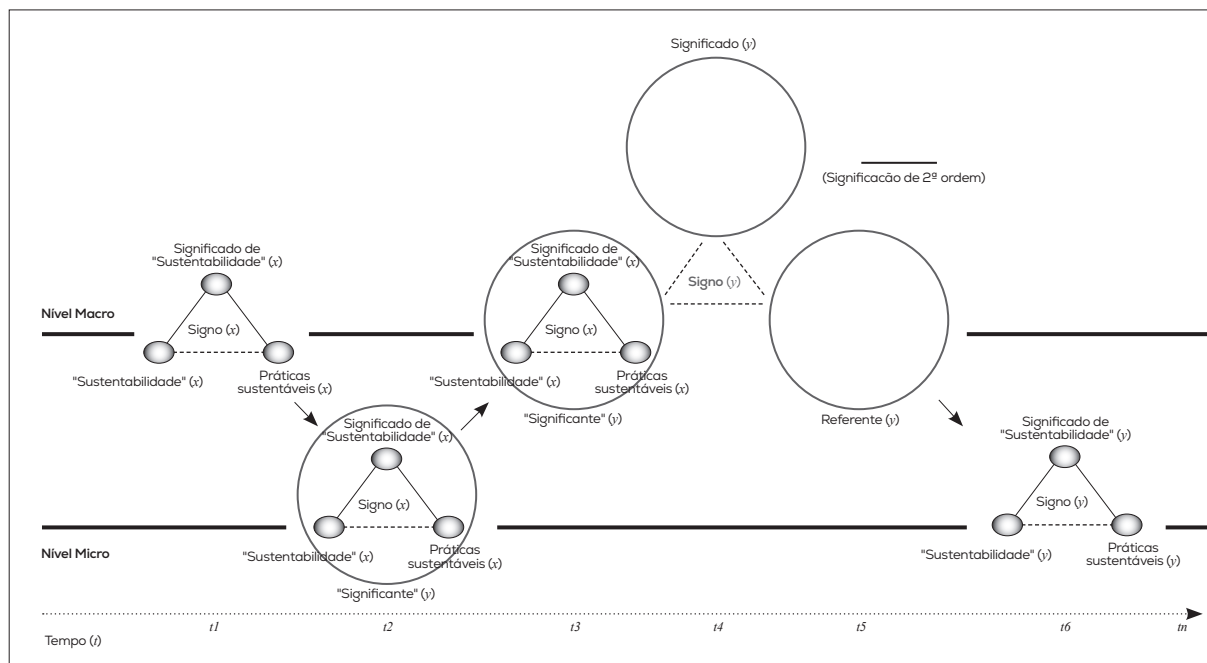 Significado (y)
(Significacão de 2ª ordem)
Significado de
"Sustentabilidade" (x)
Signo (x)
Nível Macro
"Sustentabilidade" (x)
Práticas
sustentáveis (x)
Significado de
"Sustentabilidade" (x)
Signo (x)
"Sustentabilidade" (x)
Práticas
sustentáveis (x)
"Significante" (y)
Signo (y)
Referente (y)
Significado de
"Sustentabilidade" (x)
Signo (x)
"Sustentabilidade" (x)
Práticas
sustentáveis (x)
"Significante" (y)
Significado de
"Sustentabilidade" (y)
Signo (y)
"Sustentabilidade" (y)
Práticas
sustentáveis (y)
Nível Micro
Tempo (t)
t1 t2 t3 t4 t5 t6 tn